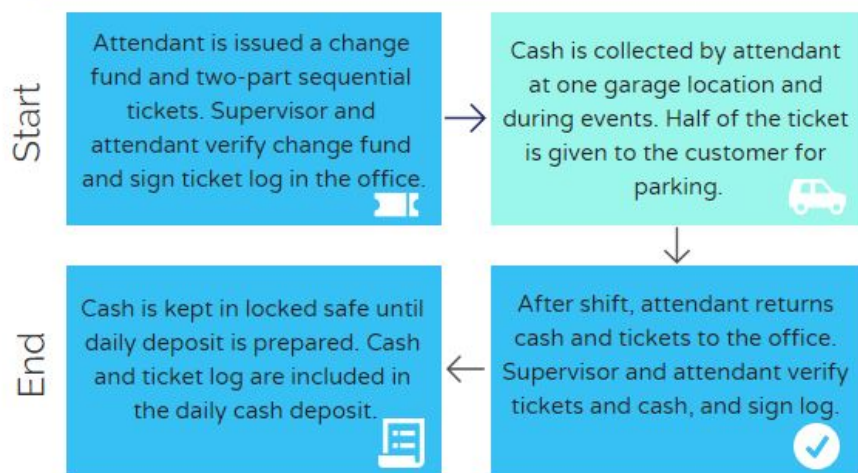 Start
Attendant is issued a change
fund and two-part sequential
tickets. Supervisor and
attendant verify change fund
and sign ticket log in the office.
Cash is collected by attendant
at one garage location and
during events. Half of the ticket
is given to the customer for
parking.
After shift, attendant returns
cash and tickets to the office.
Supervisor and attendant verify
tickets and cash, and sign log.
End
Cash is kept in locked safe until
daily deposit is prepared. Cash
and ticket log are included in
the daily cash deposit.